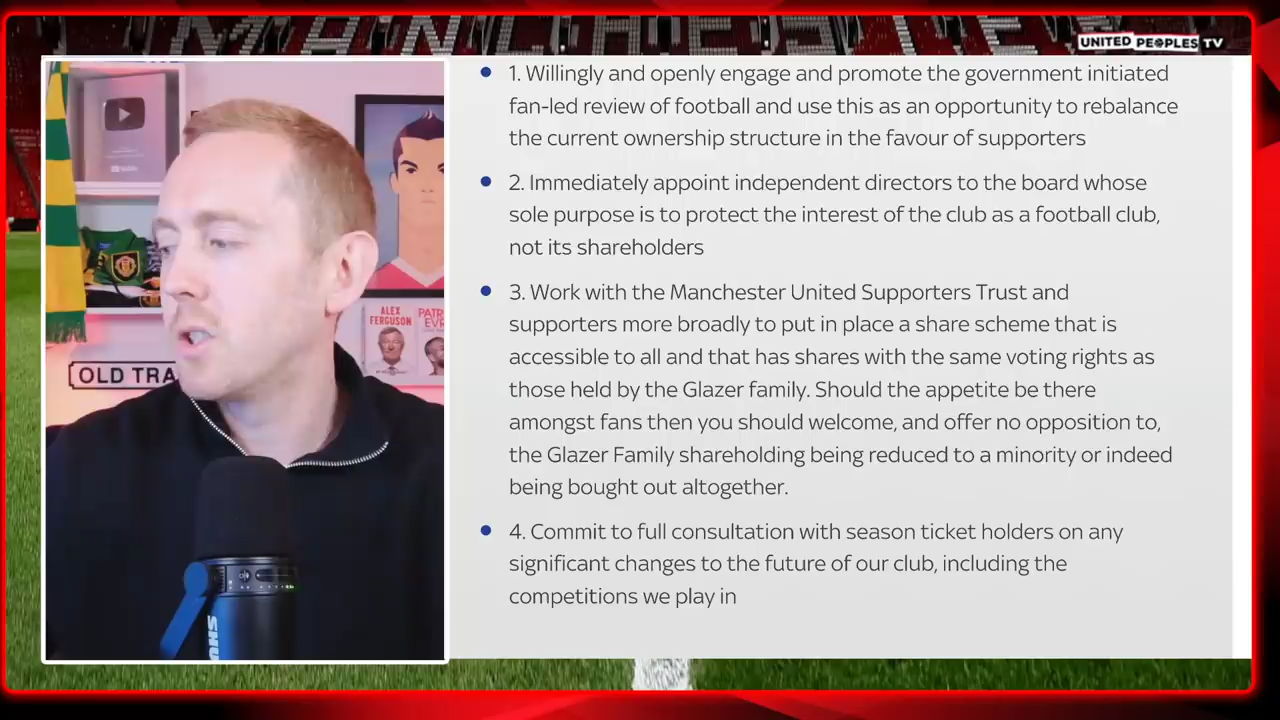 MANCHESTER
UNITED PEOPLES TV
1. Willingly and openly engage and promote the government initiated
fan-led review of football and use this as an opportunity to rebalance
the current ownership structure in the favour of supporters
2. Immediately appoint independent directors to the board whose
sole purpose is to protect the interest of the club as a football club,
not its shareholders
3. Work with the Manchester United Supporters Trust and
supporters more broadly to put in place a share scheme that is
accessible to all and that has shares with the same voting rights as
those held by the Glazer family. Should the appetite be there
amongst fans then you should welcome, and offer no opposition to,
the Glazer Family shareholding being reduced to a minority or indeed
being bought out altogether.
4. Commit to full consultation with season ticket holders on any
significant changes to the future of our club, including the
competitions we play in
ALEX
FERGUSON
PATR
EVR
OLD TRA
SHU